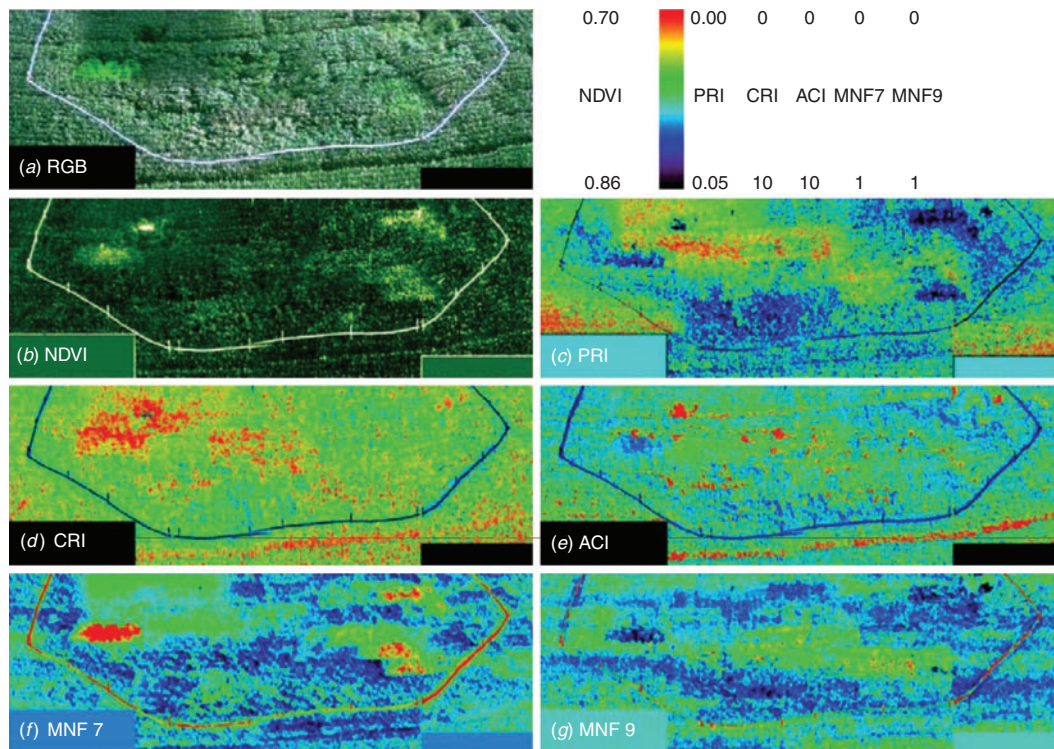 0.70 0.00 0 0 0 0
NDVI PRI CRI ACI MNF7 MNF9
0.86 0.05 10 10 1 1
(a) RGB
(b) NDVI
(c) PRI
(d) CRI
(e) ACI
(f) MNF 7
(g) MNF 9